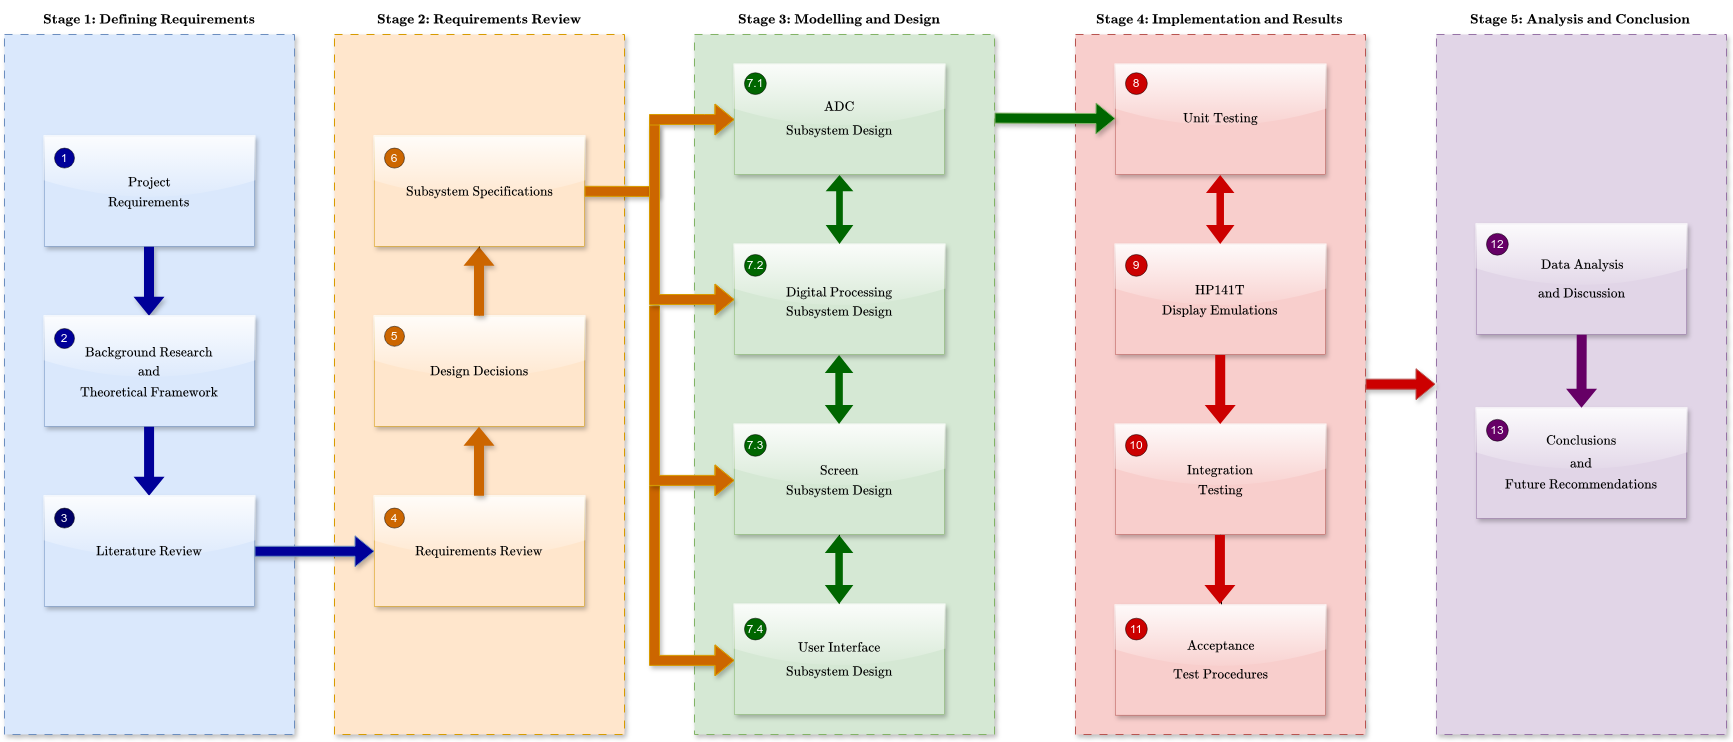 Stage 1: Defining Requirements
1
Project
Requirements
2
Background Research
and
Theoretical Framework
3
Literature Review
Stage 2: Requirements Review
6
Subsystem Specifications
5
Design Decisions
4
Requirements Review
Stage 3: Modelling and Design
7.1
ADC
Subsystem Design
7.2
Digital Processing
Subsystem Design
7.3
Screen
Subsystem Design
7.4
User Interface
Subsystem Design
Stage 4: Implementation and Results
8
Unit Testing
9
HP141T
Display Emulations
10
Integration
Testing
11
Acceptance
Test Procedures
Stage 5: Analysis and Conclusion
12
Data Analysis
and Discussion
13
Conclusions
and
Future Recommendations